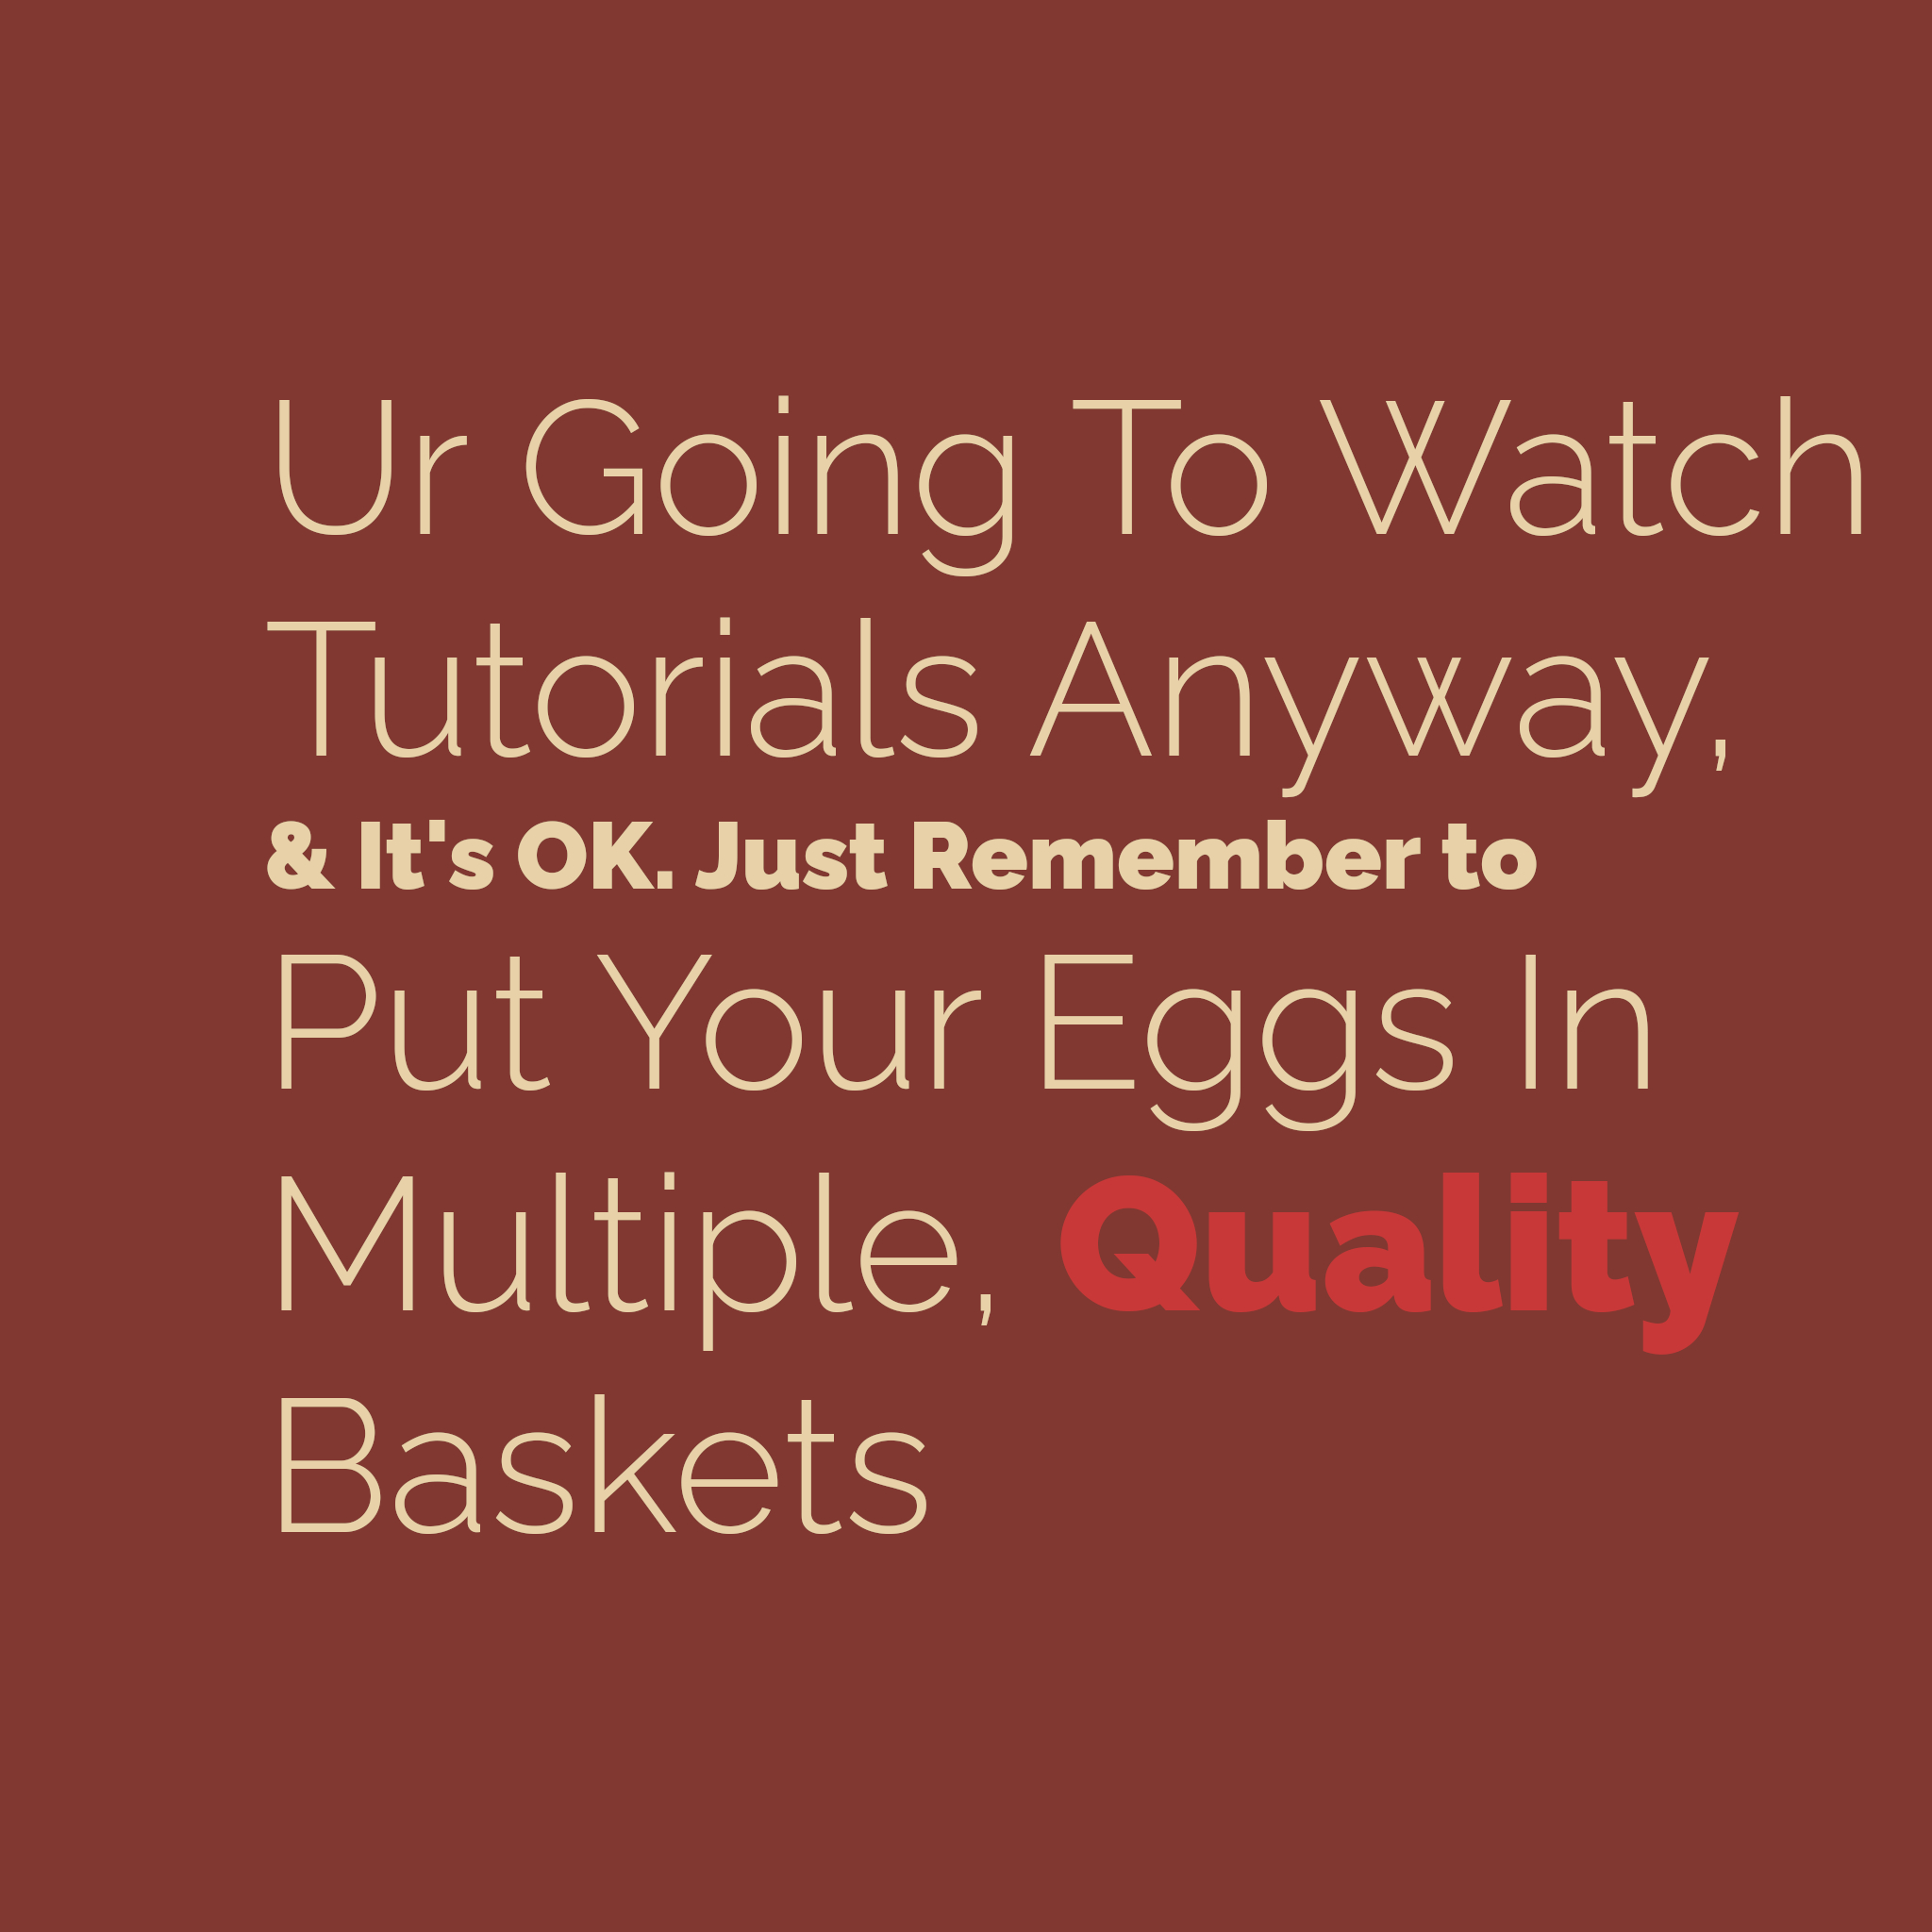 Ur Going To Watch
Tutorials Anyway,
& It's OK. Just Remember to
Put Your Eggs In
Multiple, Quality
Baskets